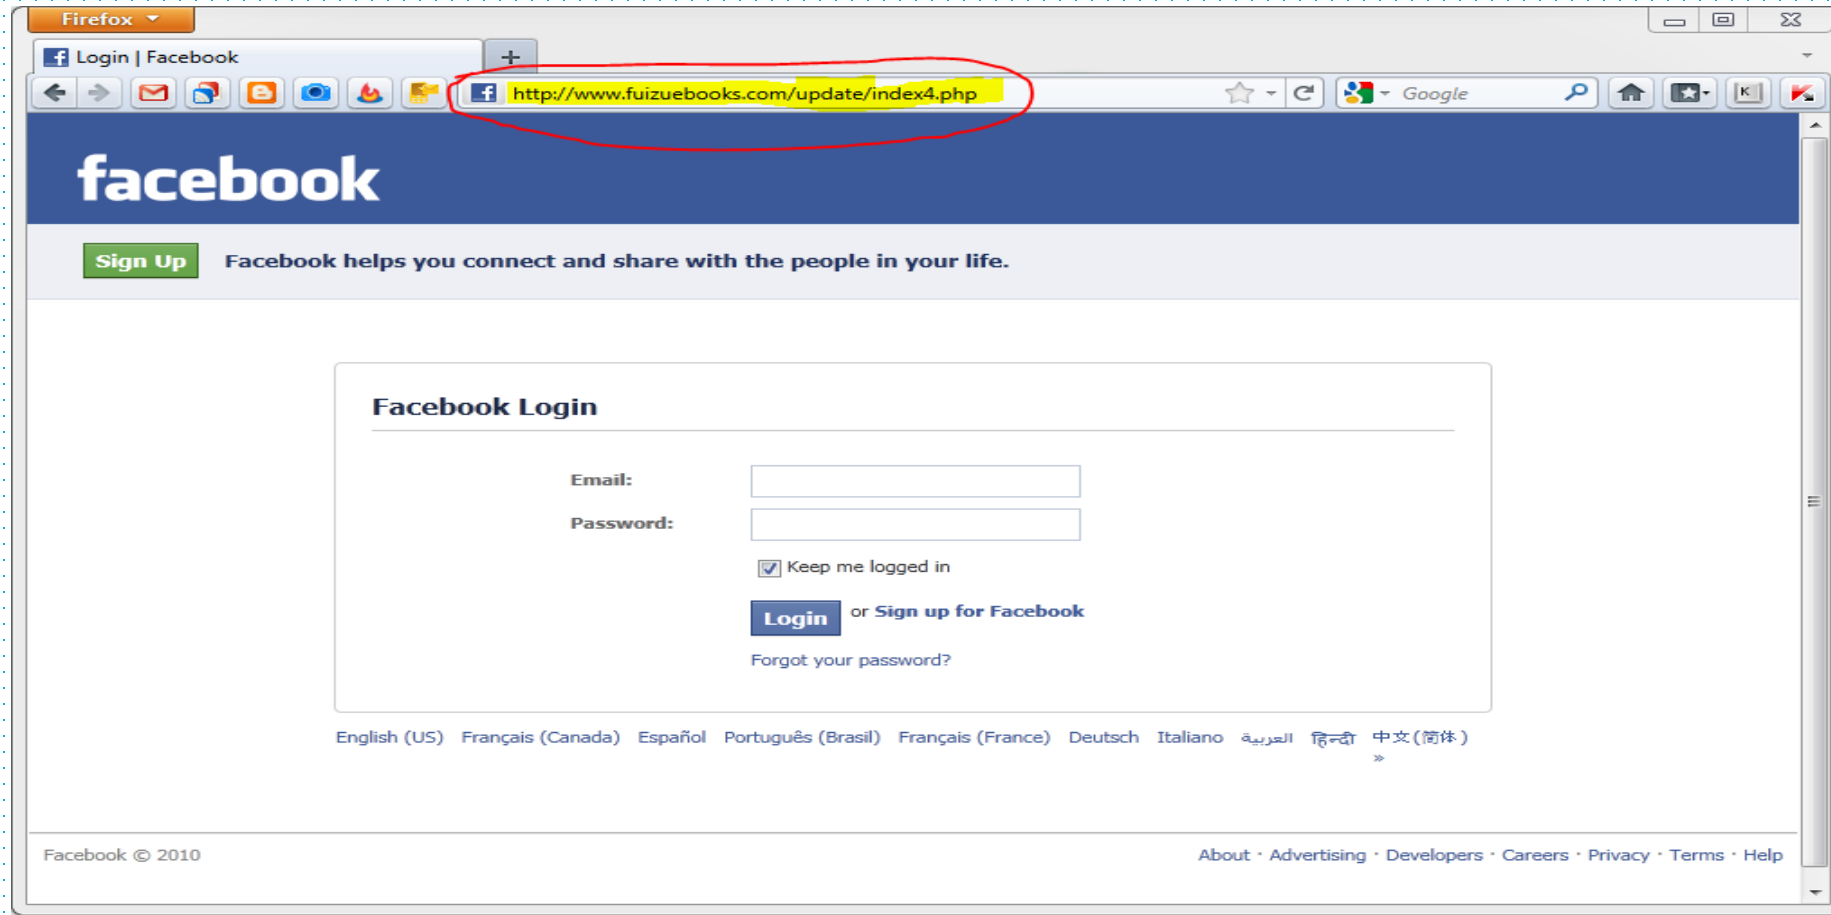 Firefox
Login | Facebook
http://www.fuizuebooks.com/update/index4.php
Google
facebook
Sign Up Facebook helps you connect and share with the people in your life.
Facebook Login
Email:
Password:
Keep me logged in
Login or Sign up for Facebook
Forgot your password?
English (US) Français (Canada) Español Português (Brasil) Français (France) Deutsch Italiano العربية हिन्दी 中文(简体)
»
Facebook © 2010 About · Advertising · Developers · Careers · Privacy · Terms · Help